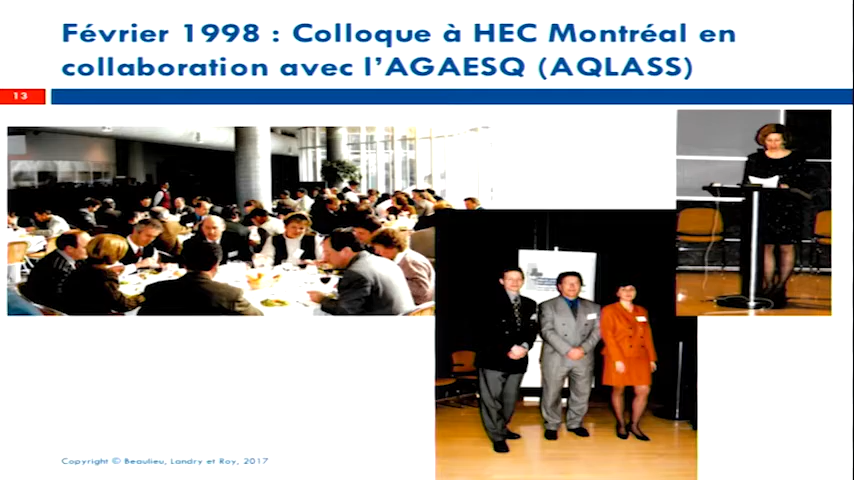 Février 1998 : Colloque à HEC Montréal en
collaboration avec l'AGAESQ (AQLASS)
13
Copyright © Beaulieu, Landry et Roy, 2017